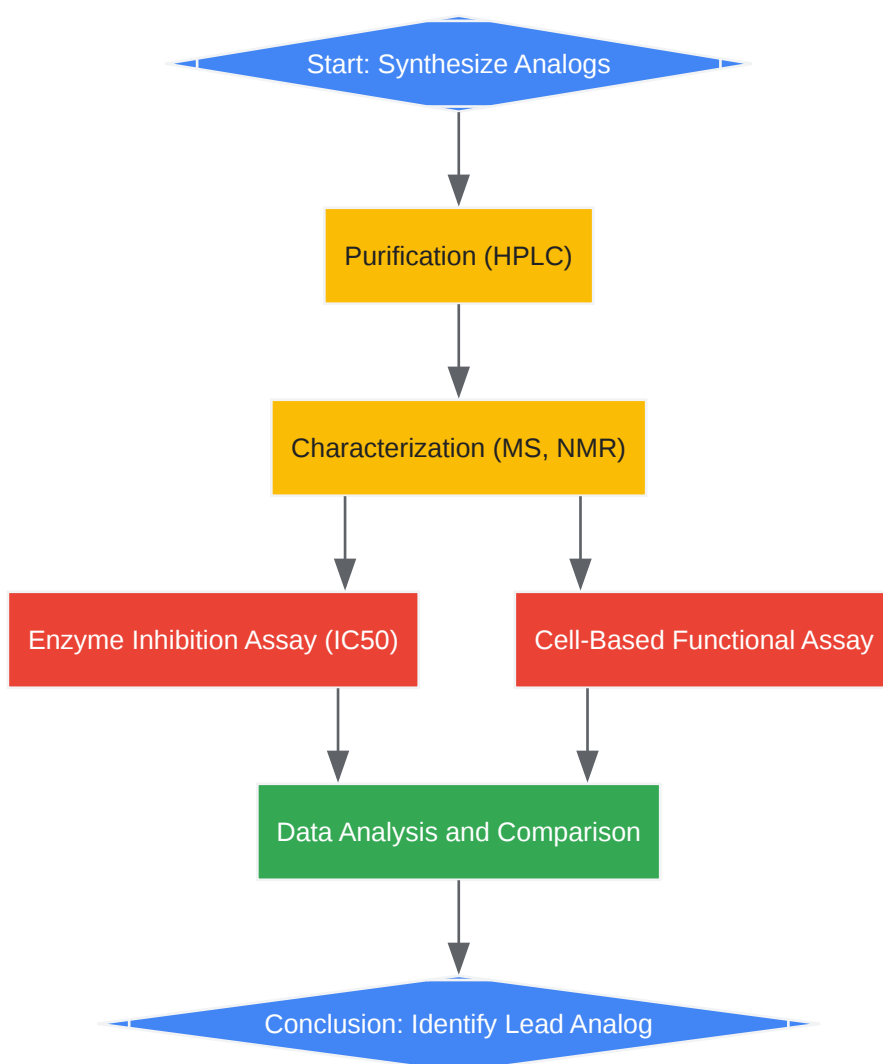 Start: Synthesize Analogs
Purification (HPLC)
Characterization (MS, NMR)
Enzyme Inhibition Assay (IC50)
Cell-Based Functional Assay
Data Analysis and Comparison
Conclusion: Identify Lead Analog